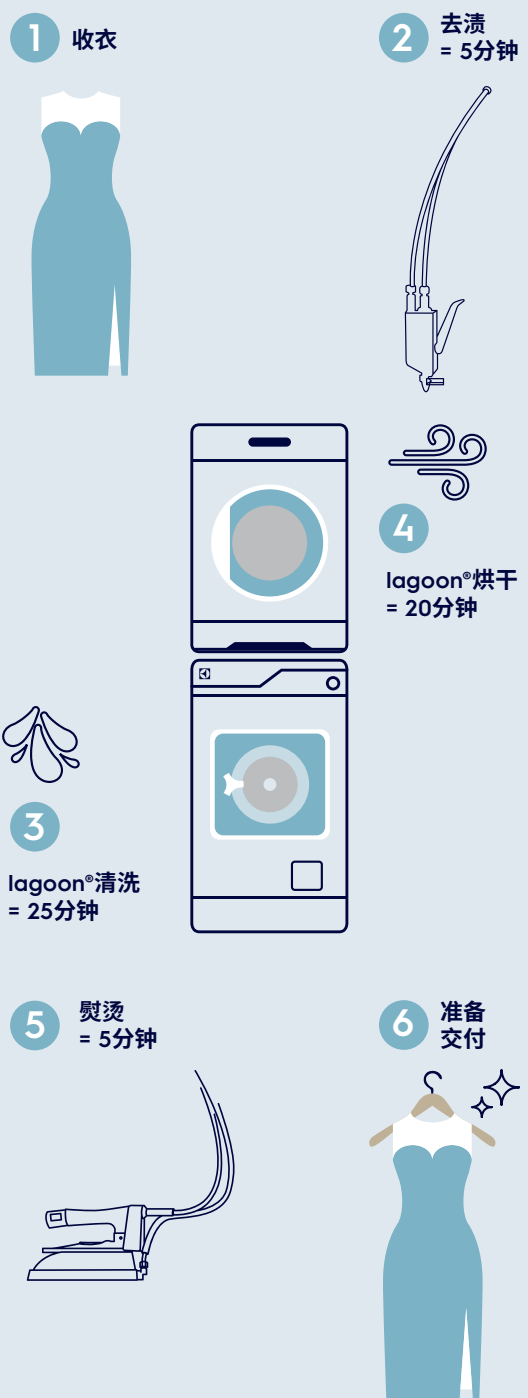 1 收衣
2 去渍
= 5分钟
4
lagoon®烘干
= 20分钟
3
lagoon®清洗
= 25分钟
5 熨烫
= 5分钟
6 准备
交付